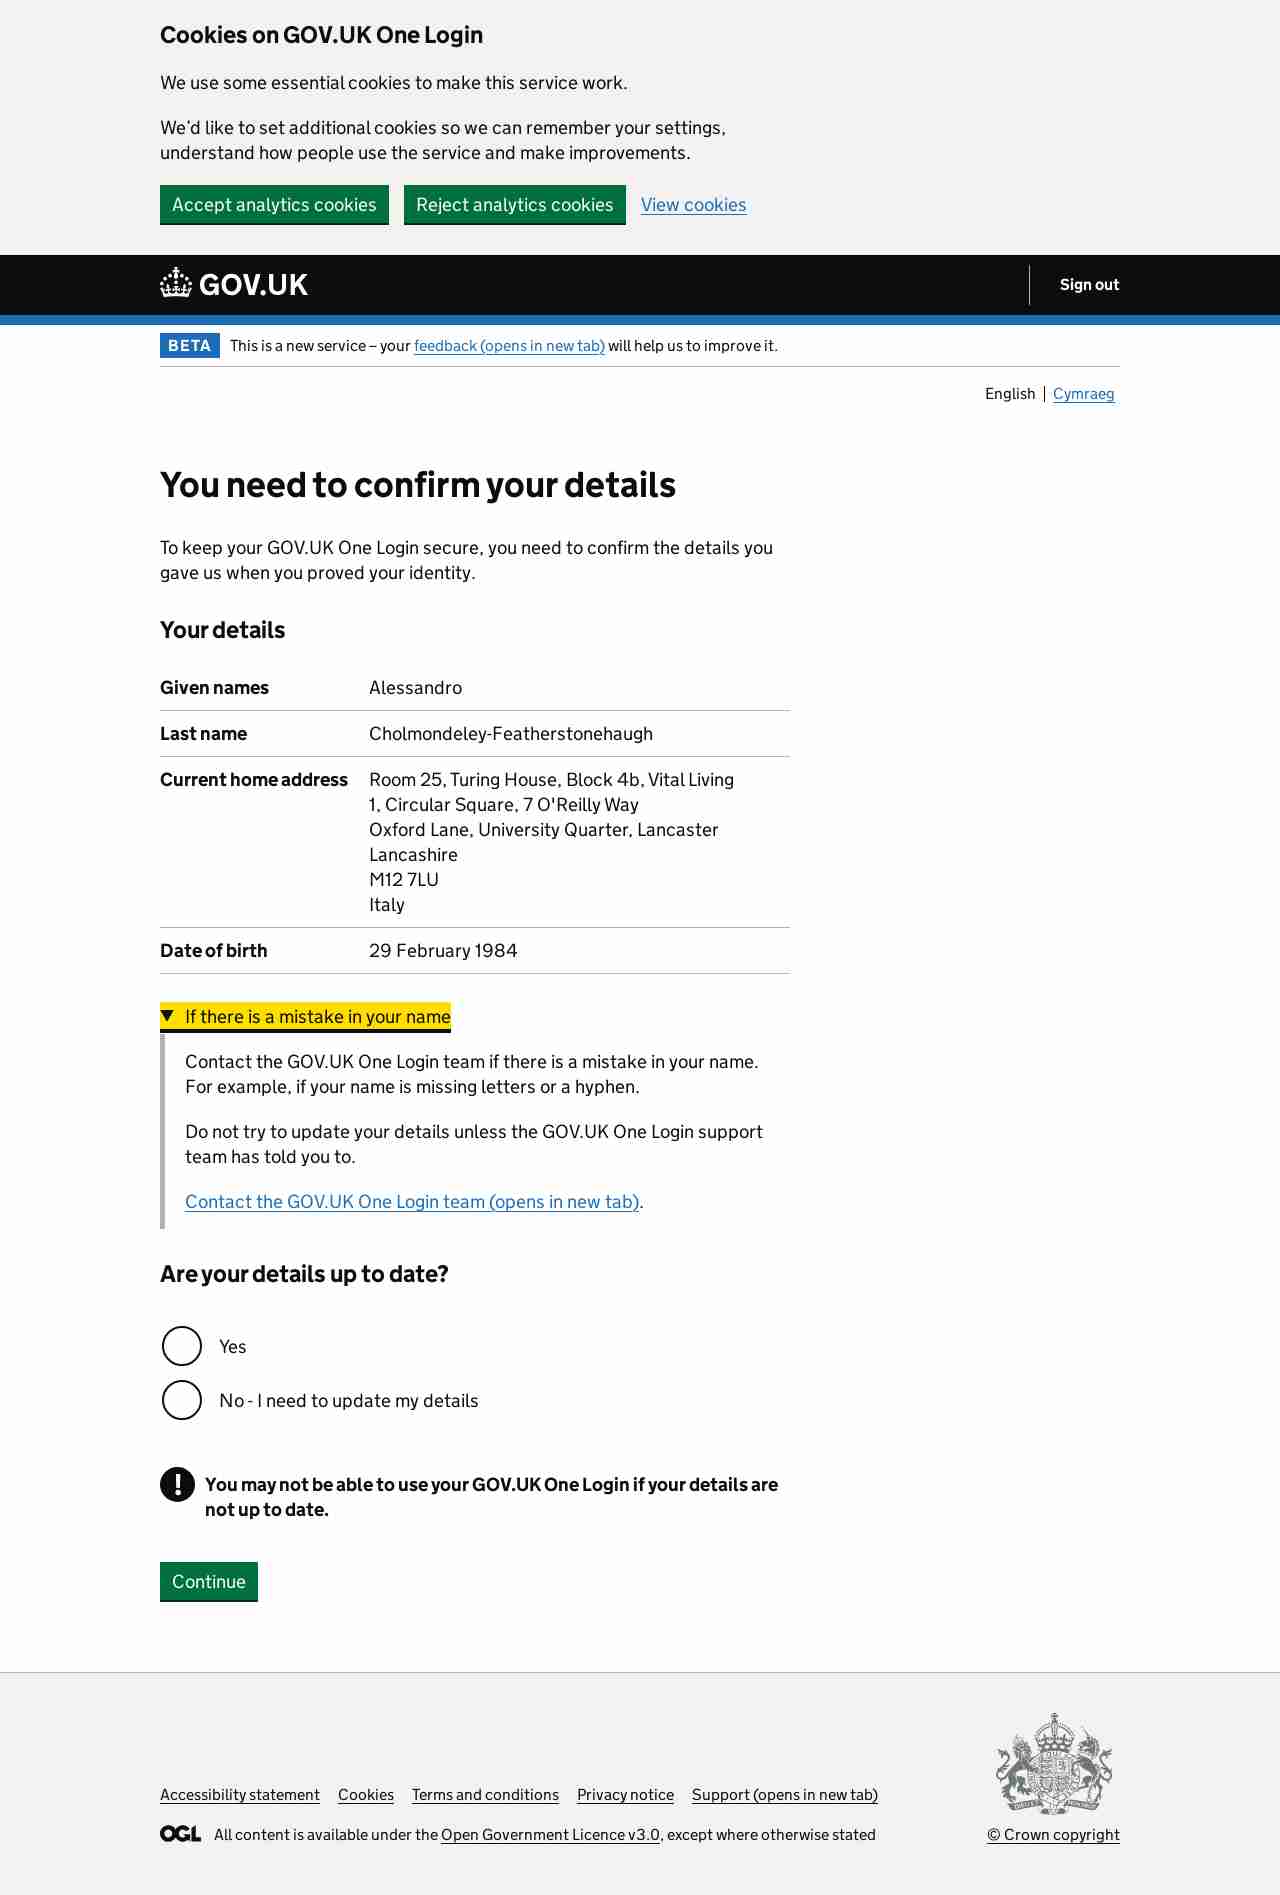 Cookies on GOV.UK One Login
We use some essential cookies to make this service work.
We’d like to set additional cookies so we can remember your settings,
understand how people use the service and make improvements.
Accept analytics cookies Reject analytics cookies View cookies
GOV.UK Sign out
BETA This is a new service – your feedback (opens in new tab) will help us to improve it.
English Cymraeg
You need to confirm your details
To keep your GOV.UK One Login secure, you need to confirm the details you
gave us when you proved your identity.
Your details
Given names Alessandro
Last name Cholmondeley-Featherstonehaugh
Current home address Room 25, Turing House, Block 4b, Vital Living
1, Circular Square, 7 O'Reilly Way
Oxford Lane, University Quarter, Lancaster
Lancashire
M12 7LU
Italy
Date of birth 29 February 1984
If there is a mistake in your name
Contact the GOV.UK One Login team if there is a mistake in your name.
For example, if your name is missing letters or a hyphen.
Do not try to update your details unless the GOV.UK One Login support
team has told you to.
Contact the GOV.UK One Login team (opens in new tab).
Are your details up to date?
Yes
No - I need to update my details
! You may not be able to use your GOV.UK One Login if your details are
not up to date.
Continue
Accessibility statement Cookies Terms and conditions Privacy notice Support (opens in new tab)
OGL All content is available under the Open Government Licence v3.0, except where otherwise stated
© Crown copyright